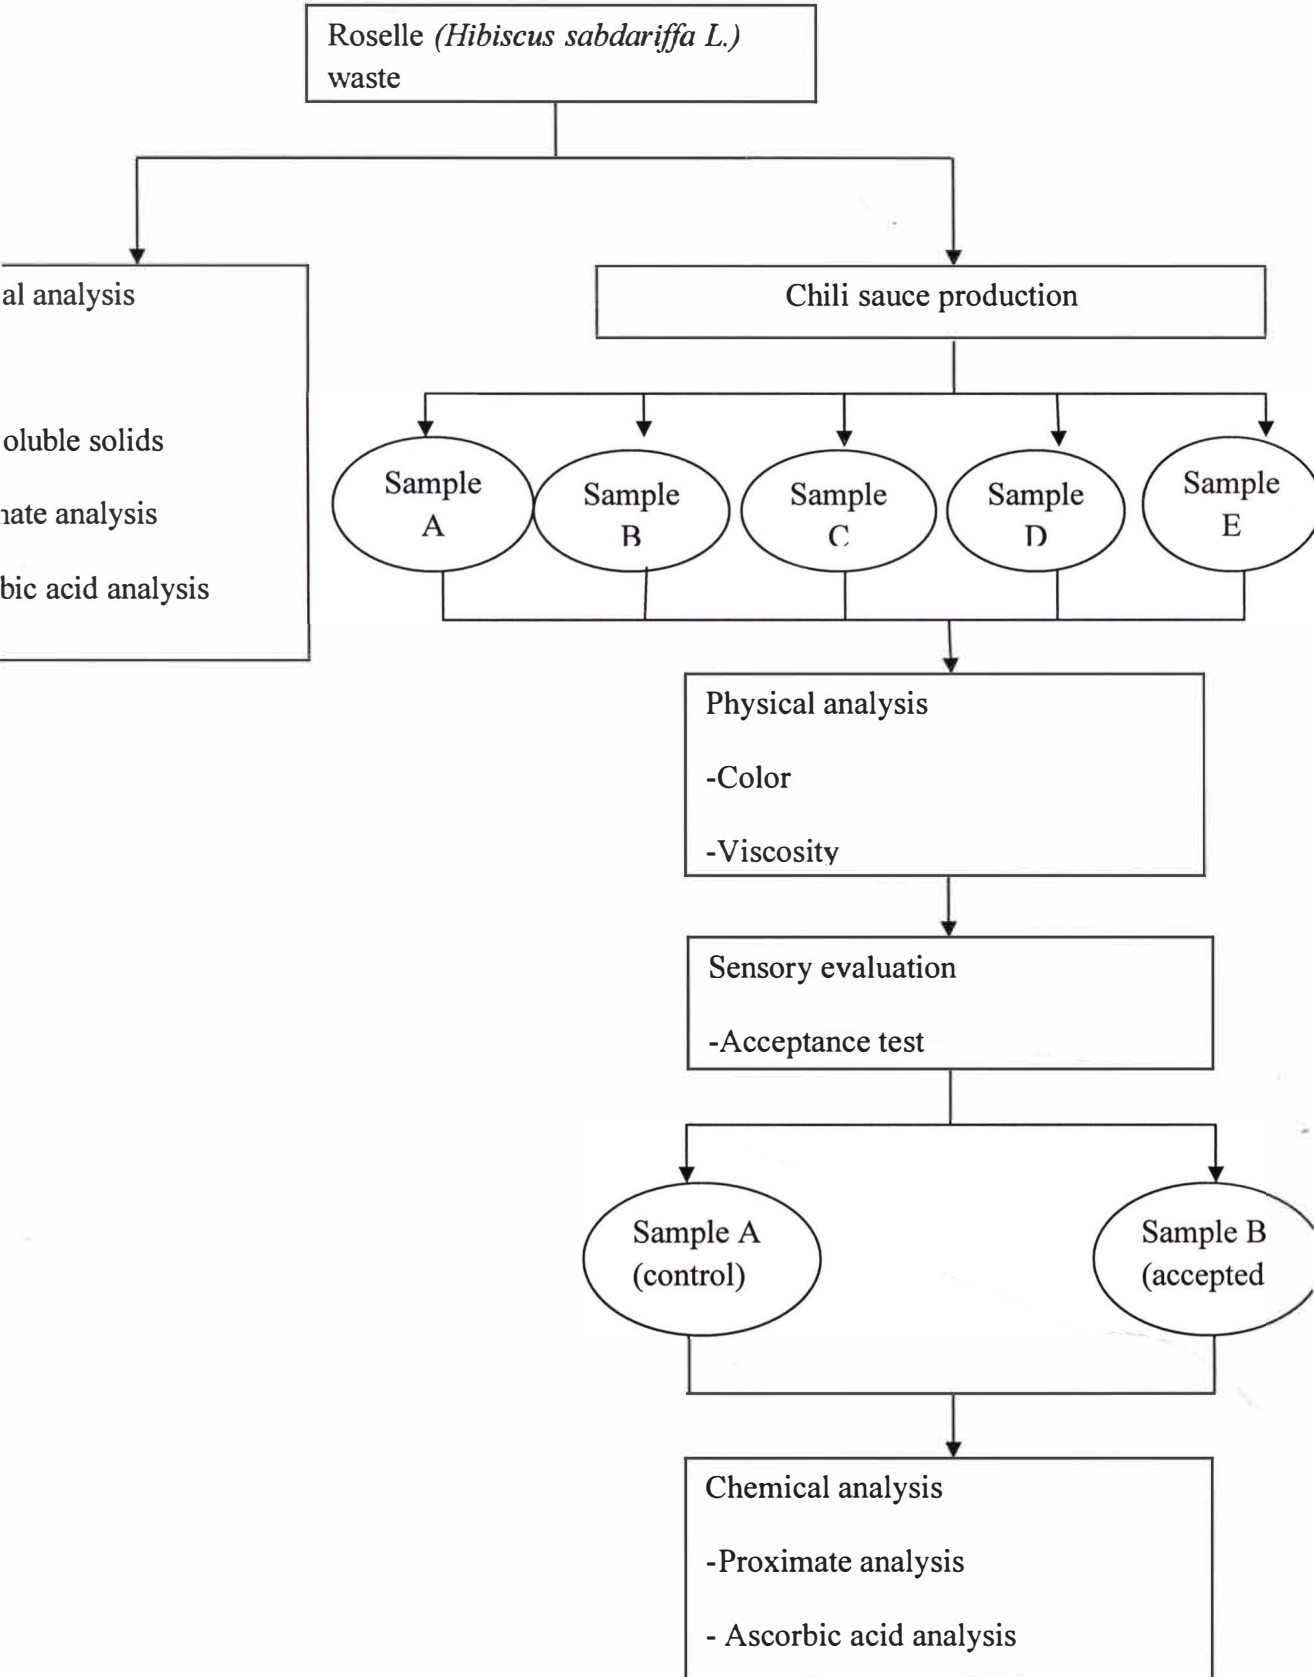 Roselle (Hibiscus sabdariffa L.)
waste
al analysis
oluble solids
analysis
bic acid analysis
Chili sauce production
Sample
A
Sample
B
Sample
C
Sample
D
Sample
E
Physical analysis
-Color
-Viscosity
Sensory evaluation
-Acceptance test
Sample A
(control)
Sample B
(accepted
Chemical analysis
-Proximate analysis
- Ascorbic acid analysis